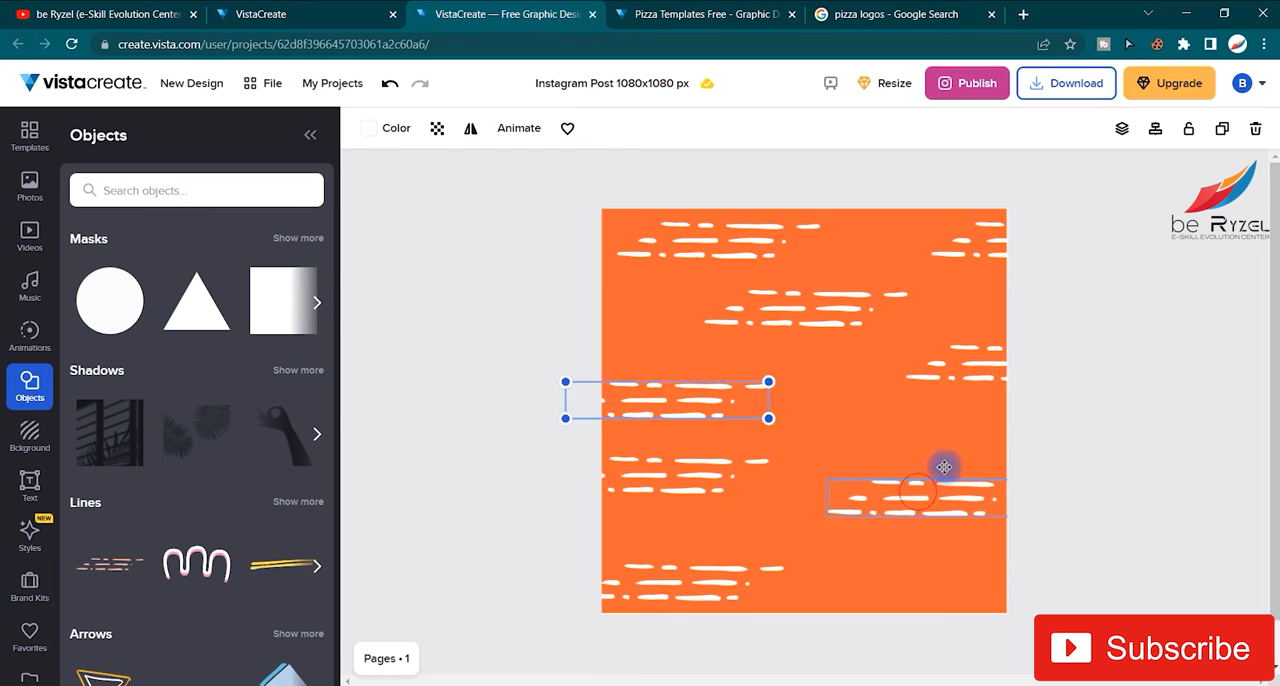 be Ryzel (e-Skill Evolution Center
VistaCreate
VistaCreate — Free Graphic Desi
Pizza Templates Free - Graphic D
pizza logos - Google Search
create.vista.com/user/projects/62d8f396645703061a2c60a6/
vistacreate
New Design
File
My Projects
Instagram Post 1080x1080 px
Resize
Publish
Download
Upgrade
B
Templates
Photos
Videos
Music
Animations
Objects
Bckground
Text
NEW
Styles
Brand Kits
Favorites
Objects
Search objects...
Masks
Show more
Shadows
Show more
Lines
Show more
Arrows
Show more
Color
Animate
be RYZEL
E-SKILL EVOLUTION CENTER
Pages • 1
Subscribe